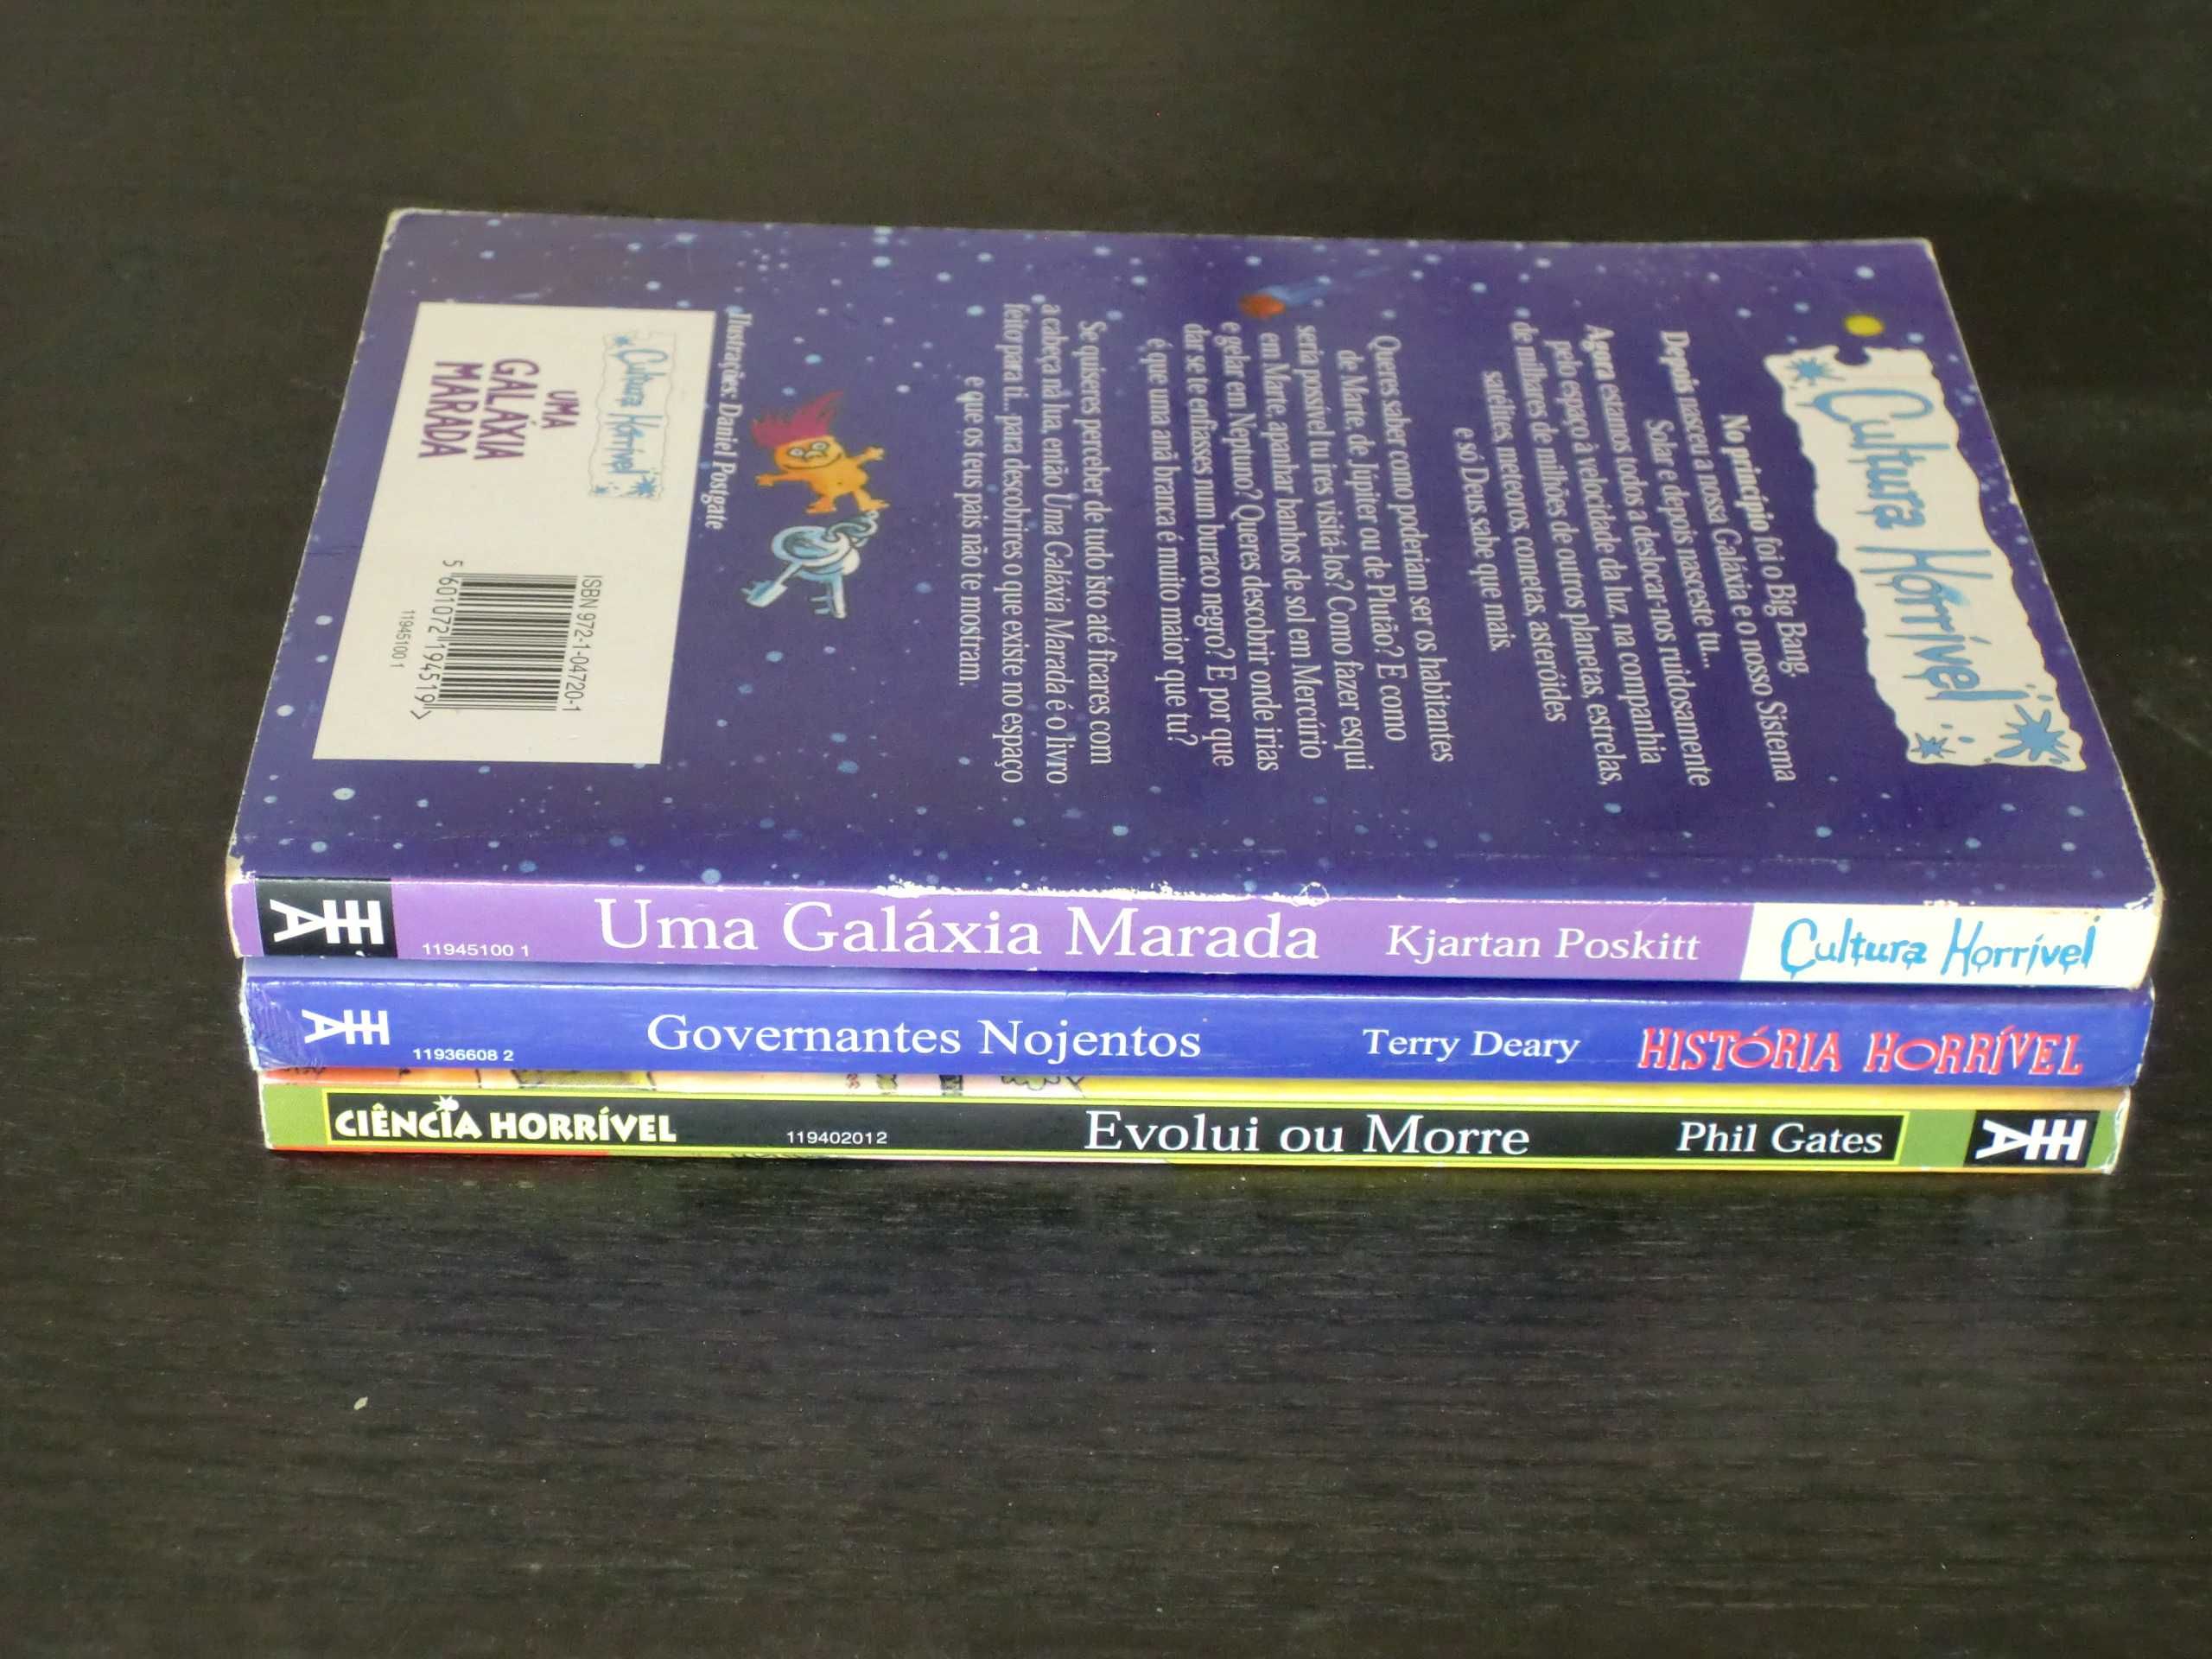 Cultura Horrível
No princípio foi o Big Bang.
Depois nasceu a nossa Galáxia e o nosso Sistema
Solar e depois nasceste tu...
Agora estamos todos a deslocar-nos ruidosamente
pelo espaço à velocidade da luz, na companhia
de milhares de milhões de outros planetas, estrelas,
satélites, meteoros, cometas, asteróides
e só Deus sabe que mais.
Queres saber como poderiam ser os habitantes
de Marte, de Júpiter ou de Plutão? E como
seria possível tu ires visitá-los? Como fazer esqui
em Marte, apanhar banhos de sol em Mercúrio
e gelar em Neptuno? Queres descobrir onde irias
dar se te enfiasses num buraco negro? E por que
é que uma anã branca é muito maior que tu?
Se quiseres perceber de tudo isto até ficares com
a cabeça na lua, então Uma Galáxia Marada é o livro
feito para ti... para descobrires o que existe no espaço
e que os teus pais não te mostram.
Ilustrações: Daniel Postgate
Cultura Horrível
UMA
GALÁXIA
MARADA
ISBN 972-1-04720-1
5 601072 194519 >
11945100 1
EA
11945100 1
Uma Galáxia Marada
Kjartan Poskitt
Cultura Horrível
EA
11936608 2
Governantes Nojentos
Terry Deary
HISTÓRIA HORRÍVEL
CIÊNCIA HORRÍVEL
119402012
Evolui ou Morre
Phil Gates
EA